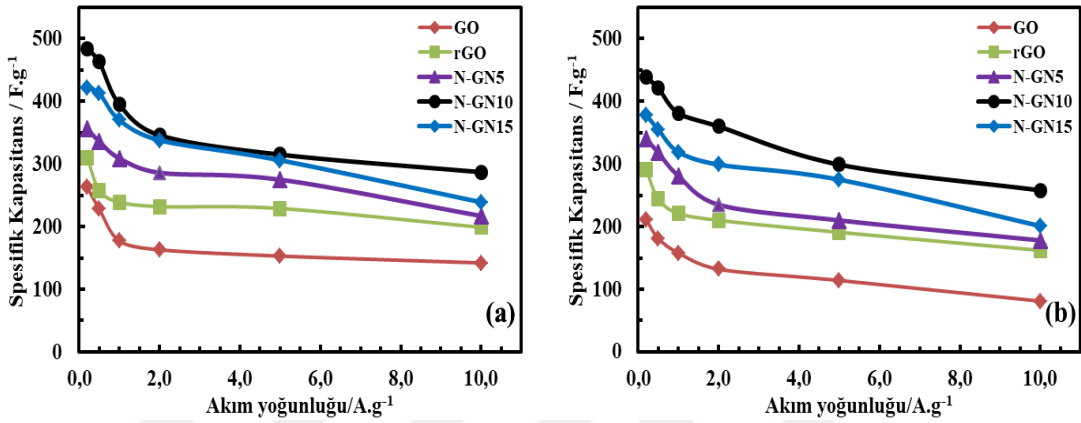 Spesifik Kapasitans / F.g⁻¹
500
400
300
200
100
0
0,0 2,0 4,0 6,0 8,0 10,0
Akım yoğunluğu/A.g⁻¹
GO
rGO
N-GN5
N-GN10
N-GN15
(a)
Spesifik Kapasitans / F.g⁻¹
500
400
300
200
100
0
0,0 2,0 4,0 6,0 8,0 10,0
Akım yoğunluğu/A.g⁻¹
GO
rGO
N-GN5
N-GN10
N-GN15
(b)